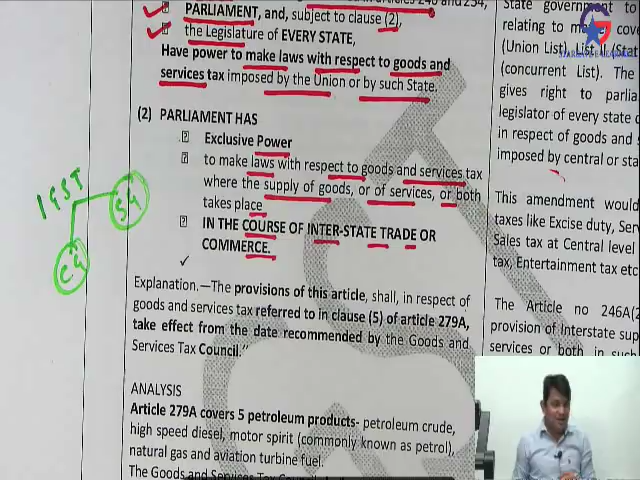 PARLIAMENT, and, subject to clause (2),
the Legislature of EVERY STATE,
Have power to make laws with respect to goods and
services tax imposed by the Union or by such State.
(2) PARLIAMENT HAS
Exclusive Power
to make laws with respect to goods and services tax
where the supply of goods, or of services, or both
takes place
IN THE COURSE OF INTER-STATE TRADE OR
COMMERCE.
Explanation.—The provisions of this article, shall, in respect of
goods and services tax referred to in clause (5) of article 279A,
take effect from the date recommended by the Goods and
Services Tax Council."
ANALYSIS
Article 279A covers 5 petroleum products- petroleum crude,
high speed diesel, motor spirit (commonly known as petrol),
natural gas and aviation turbine fuel.
The Goods and Services Tax Council
IGST
SG
CG
State government to
relating to
(Union List), List II (Stat
(concurrent List). The
gives right to parlia
legislator of every state
in respect of goods and
imposed by central or sta
This amendment would
taxes like Excise duty, Serv
Sales tax at Central level
tax, Entertainment tax etc
The Article no 246A(2
provision of Interstate sup
services or both in such